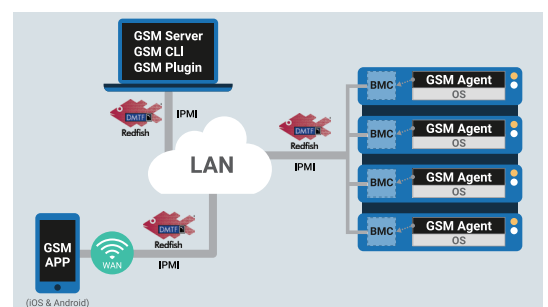 GSM Server
GSM CLI
GSM Plugin
DMTF
Redfish
IPMI
LAN
DMTF
Redfish
IPMI
BMC
GSM Agent
OS
BMC
GSM Agent
OS
BMC
GSM Agent
OS
BMC
GSM Agent
OS
GSM
APP
WAN
DMTF
Redfish
IPMI
(iOS & Android)